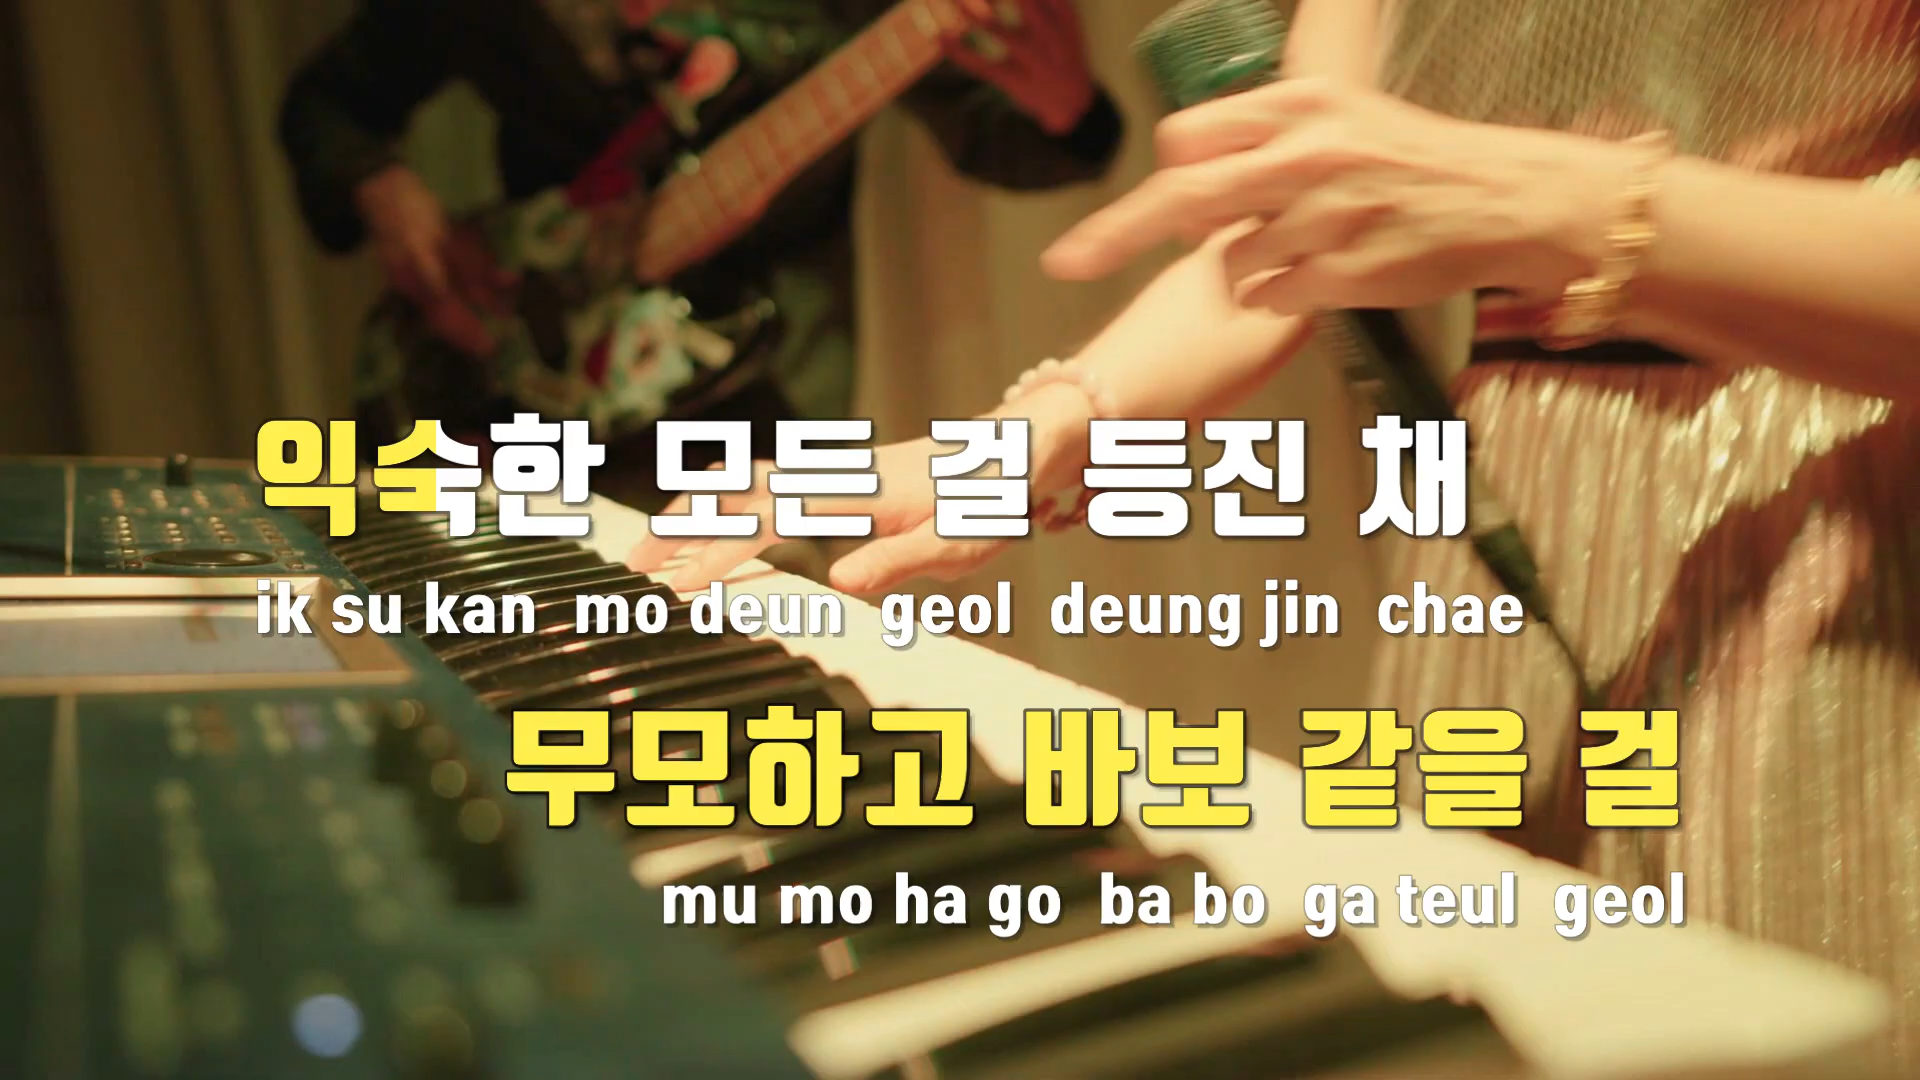 익숙한 모든 걸 등진 채
ik su kan mo deun geol deung jin chae
무모하고 바보 같을 걸
mu mo ha go ba bo ga teul geol